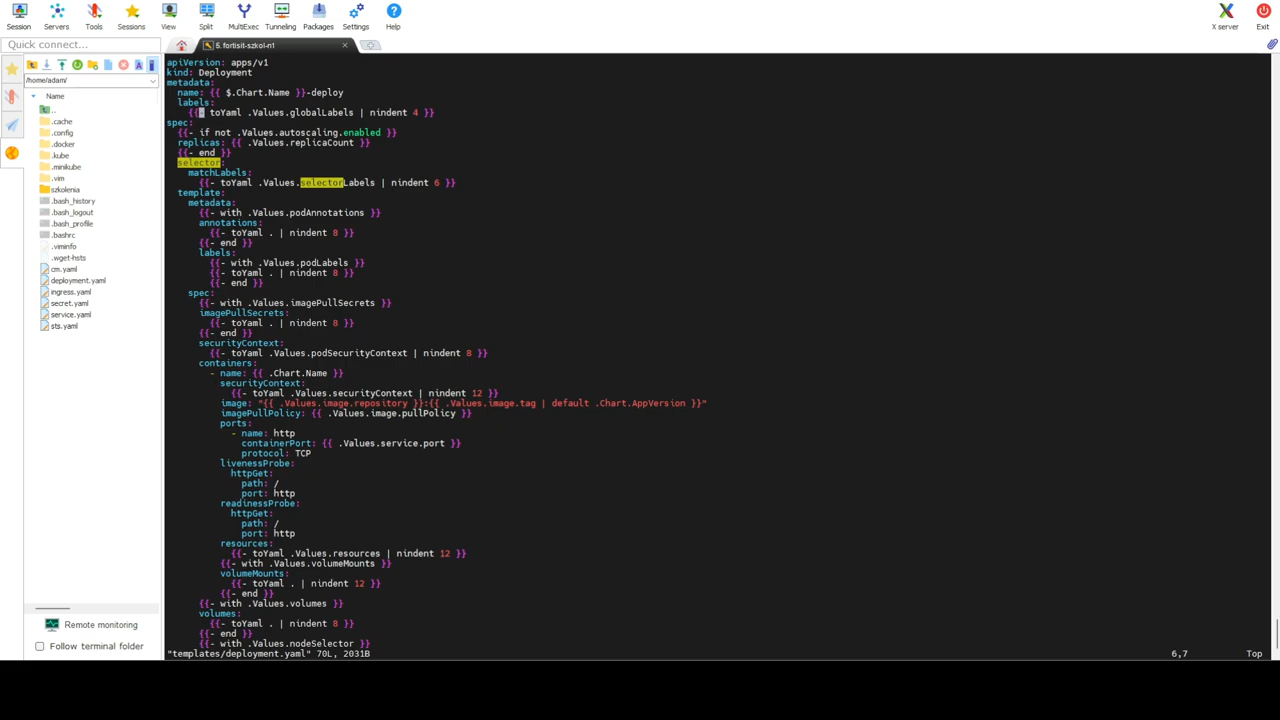 Session
Servers
Tools
Sessions
View
Split
MultiExec
Tunneling
Packages
Settings
Help
X server
Exit
Quick connect...
5. fortisit-szkol-n1
/home/adam/
Name
..
.cache
.config
.docker
.kube
.minikube
.vim
szkolenia
.bash_history
.bash_logout
.bash_profile
.bashrc
.viminfo
.wget-hsts
cm.yaml
deployment.yaml
ingress.yaml
secret.yaml
service.yaml
sts.yaml
Remote monitoring
Follow terminal folder
apiVersion: apps/v1
kind: Deployment
metadata:
  name: {{ $.Chart.Name }}-deploy
  labels:
    {{- toYaml .Values.globalLabels | nindent 4 }}
spec:
  {{- if not .Values.autoscaling.enabled }}
  replicas: {{ .Values.replicaCount }}
  {{- end }}
  selector:
    matchLabels:
      {{- toYaml .Values.selectorLabels | nindent 6 }}
  template:
    metadata:
      {{- with .Values.podAnnotations }}
      annotations:
        {{- toYaml . | nindent 8 }}
      {{- end }}
      labels:
        {{- with .Values.podLabels }}
        {{- toYaml . | nindent 8 }}
        {{- end }}
    spec:
      {{- with .Values.imagePullSecrets }}
      imagePullSecrets:
        {{- toYaml . | nindent 8 }}
      {{- end }}
      securityContext:
        {{- toYaml .Values.podSecurityContext | nindent 8 }}
      containers:
        - name: {{ .Chart.Name }}
          securityContext:
            {{- toYaml .Values.securityContext | nindent 12 }}
          image: "{{ .Values.image.repository }}:{{ .Values.image.tag | default .Chart.AppVersion }}"
          imagePullPolicy: {{ .Values.image.pullPolicy }}
          ports:
            - name: http
              containerPort: {{ .Values.service.port }}
              protocol: TCP
          livenessProbe:
            httpGet:
              path: /
              port: http
          readinessProbe:
            httpGet:
              path: /
              port: http
          resources:
            {{- toYaml .Values.resources | nindent 12 }}
          {{- with .Values.volumeMounts }}
          volumeMounts:
            {{- toYaml . | nindent 12 }}
          {{- end }}
      {{- with .Values.volumes }}
      volumes:
        {{- toYaml . | nindent 8 }}
      {{- end }}
      {{- with .Values.nodeSelector }}
"templates/deployment.yaml" 70L, 2031B
6,7
Top